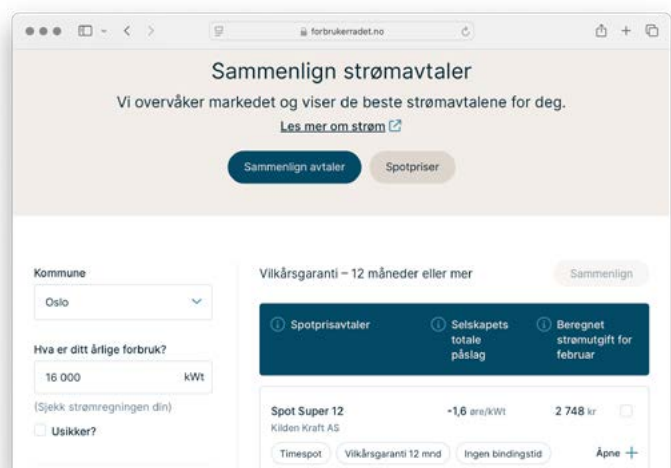 forbrukerradet.no
Sammenlign strømavtaler
Vi overvåker markedet og viser de beste strømavtalene for deg.
Les mer om strøm
Sammenlign avtaler
Spotpriser
Kommune
Oslo
Hva er ditt årlige forbruk?
16 000 kWt
(Sjekk strømregningen din)
Usikker?
Vilkårsgaranti – 12 måneder eller mer
Sammenlign
Spotprisavtaler
Selskapets
totale
påslag
Beregnet
strømutgift for
februar
Spot Super 12
-1,6 øre/kWt
2 748 kr
Kilden Kraft AS
Timespot
Vilkårsgaranti 12 mnd
Ingen bindingstid
Åpne